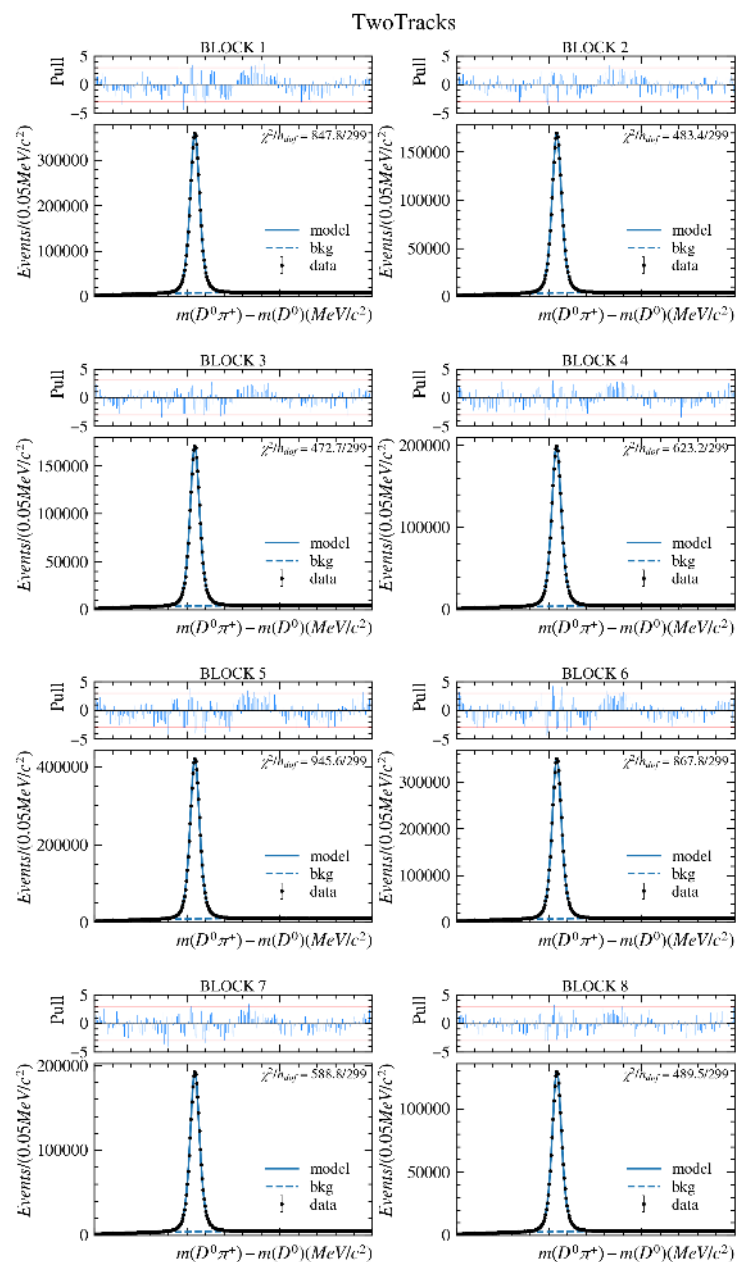 TwoTracks
BLOCK 1
Pull
5
0
−5
χ²/n_dof = 847.8/299
Events/(0.05MeV/c²)
300000
200000
100000
0
model
bkg
data
m(D⁰π⁺) − m(D⁰)(MeV/c²)
BLOCK 2
Pull
5
0
−5
χ²/n_dof = 483.4/299
Events/(0.05MeV/c²)
150000
100000
50000
0
model
bkg
data
m(D⁰π⁺) − m(D⁰)(MeV/c²)
BLOCK 3
Pull
5
0
−5
χ²/n_dof = 472.7/299
Events/(0.05MeV/c²)
150000
100000
50000
0
model
bkg
data
m(D⁰π⁺) − m(D⁰)(MeV/c²)
BLOCK 4
Pull
5
0
−5
χ²/n_dof = 623.2/299
Events/(0.05MeV/c²)
200000
100000
0
model
bkg
data
m(D⁰π⁺) − m(D⁰)(MeV/c²)
BLOCK 5
Pull
5
0
−5
χ²/n_dof = 945.6/299
Events/(0.05MeV/c²)
400000
200000
0
model
bkg
data
m(D⁰π⁺) − m(D⁰)(MeV/c²)
BLOCK 6
Pull
5
0
−5
χ²/n_dof = 867.8/299
Events/(0.05MeV/c²)
300000
200000
100000
0
model
bkg
data
m(D⁰π⁺) − m(D⁰)(MeV/c²)
BLOCK 7
Pull
5
0
−5
χ²/n_dof = 588.8/299
Events/(0.05MeV/c²)
200000
100000
0
model
bkg
data
m(D⁰π⁺) − m(D⁰)(MeV/c²)
BLOCK 8
Pull
5
0
−5
χ²/n_dof = 489.5/299
Events/(0.05MeV/c²)
100000
50000
0
model
bkg
data
m(D⁰π⁺) − m(D⁰)(MeV/c²)